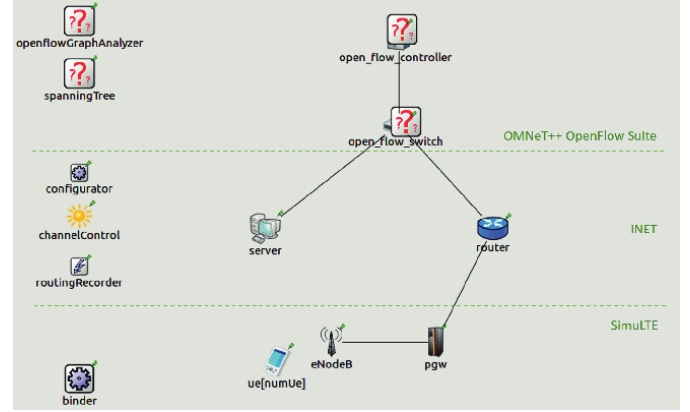 openflowGraphAnalyzer
open_flow_controller
spanningTree
open_flow_switch
OMNeT++ OpenFlow Suite
configurator
channelControl
server
router
INET
routingRecorder
SimuLTE
eNodeB
pgw
ue[numUe]
binder